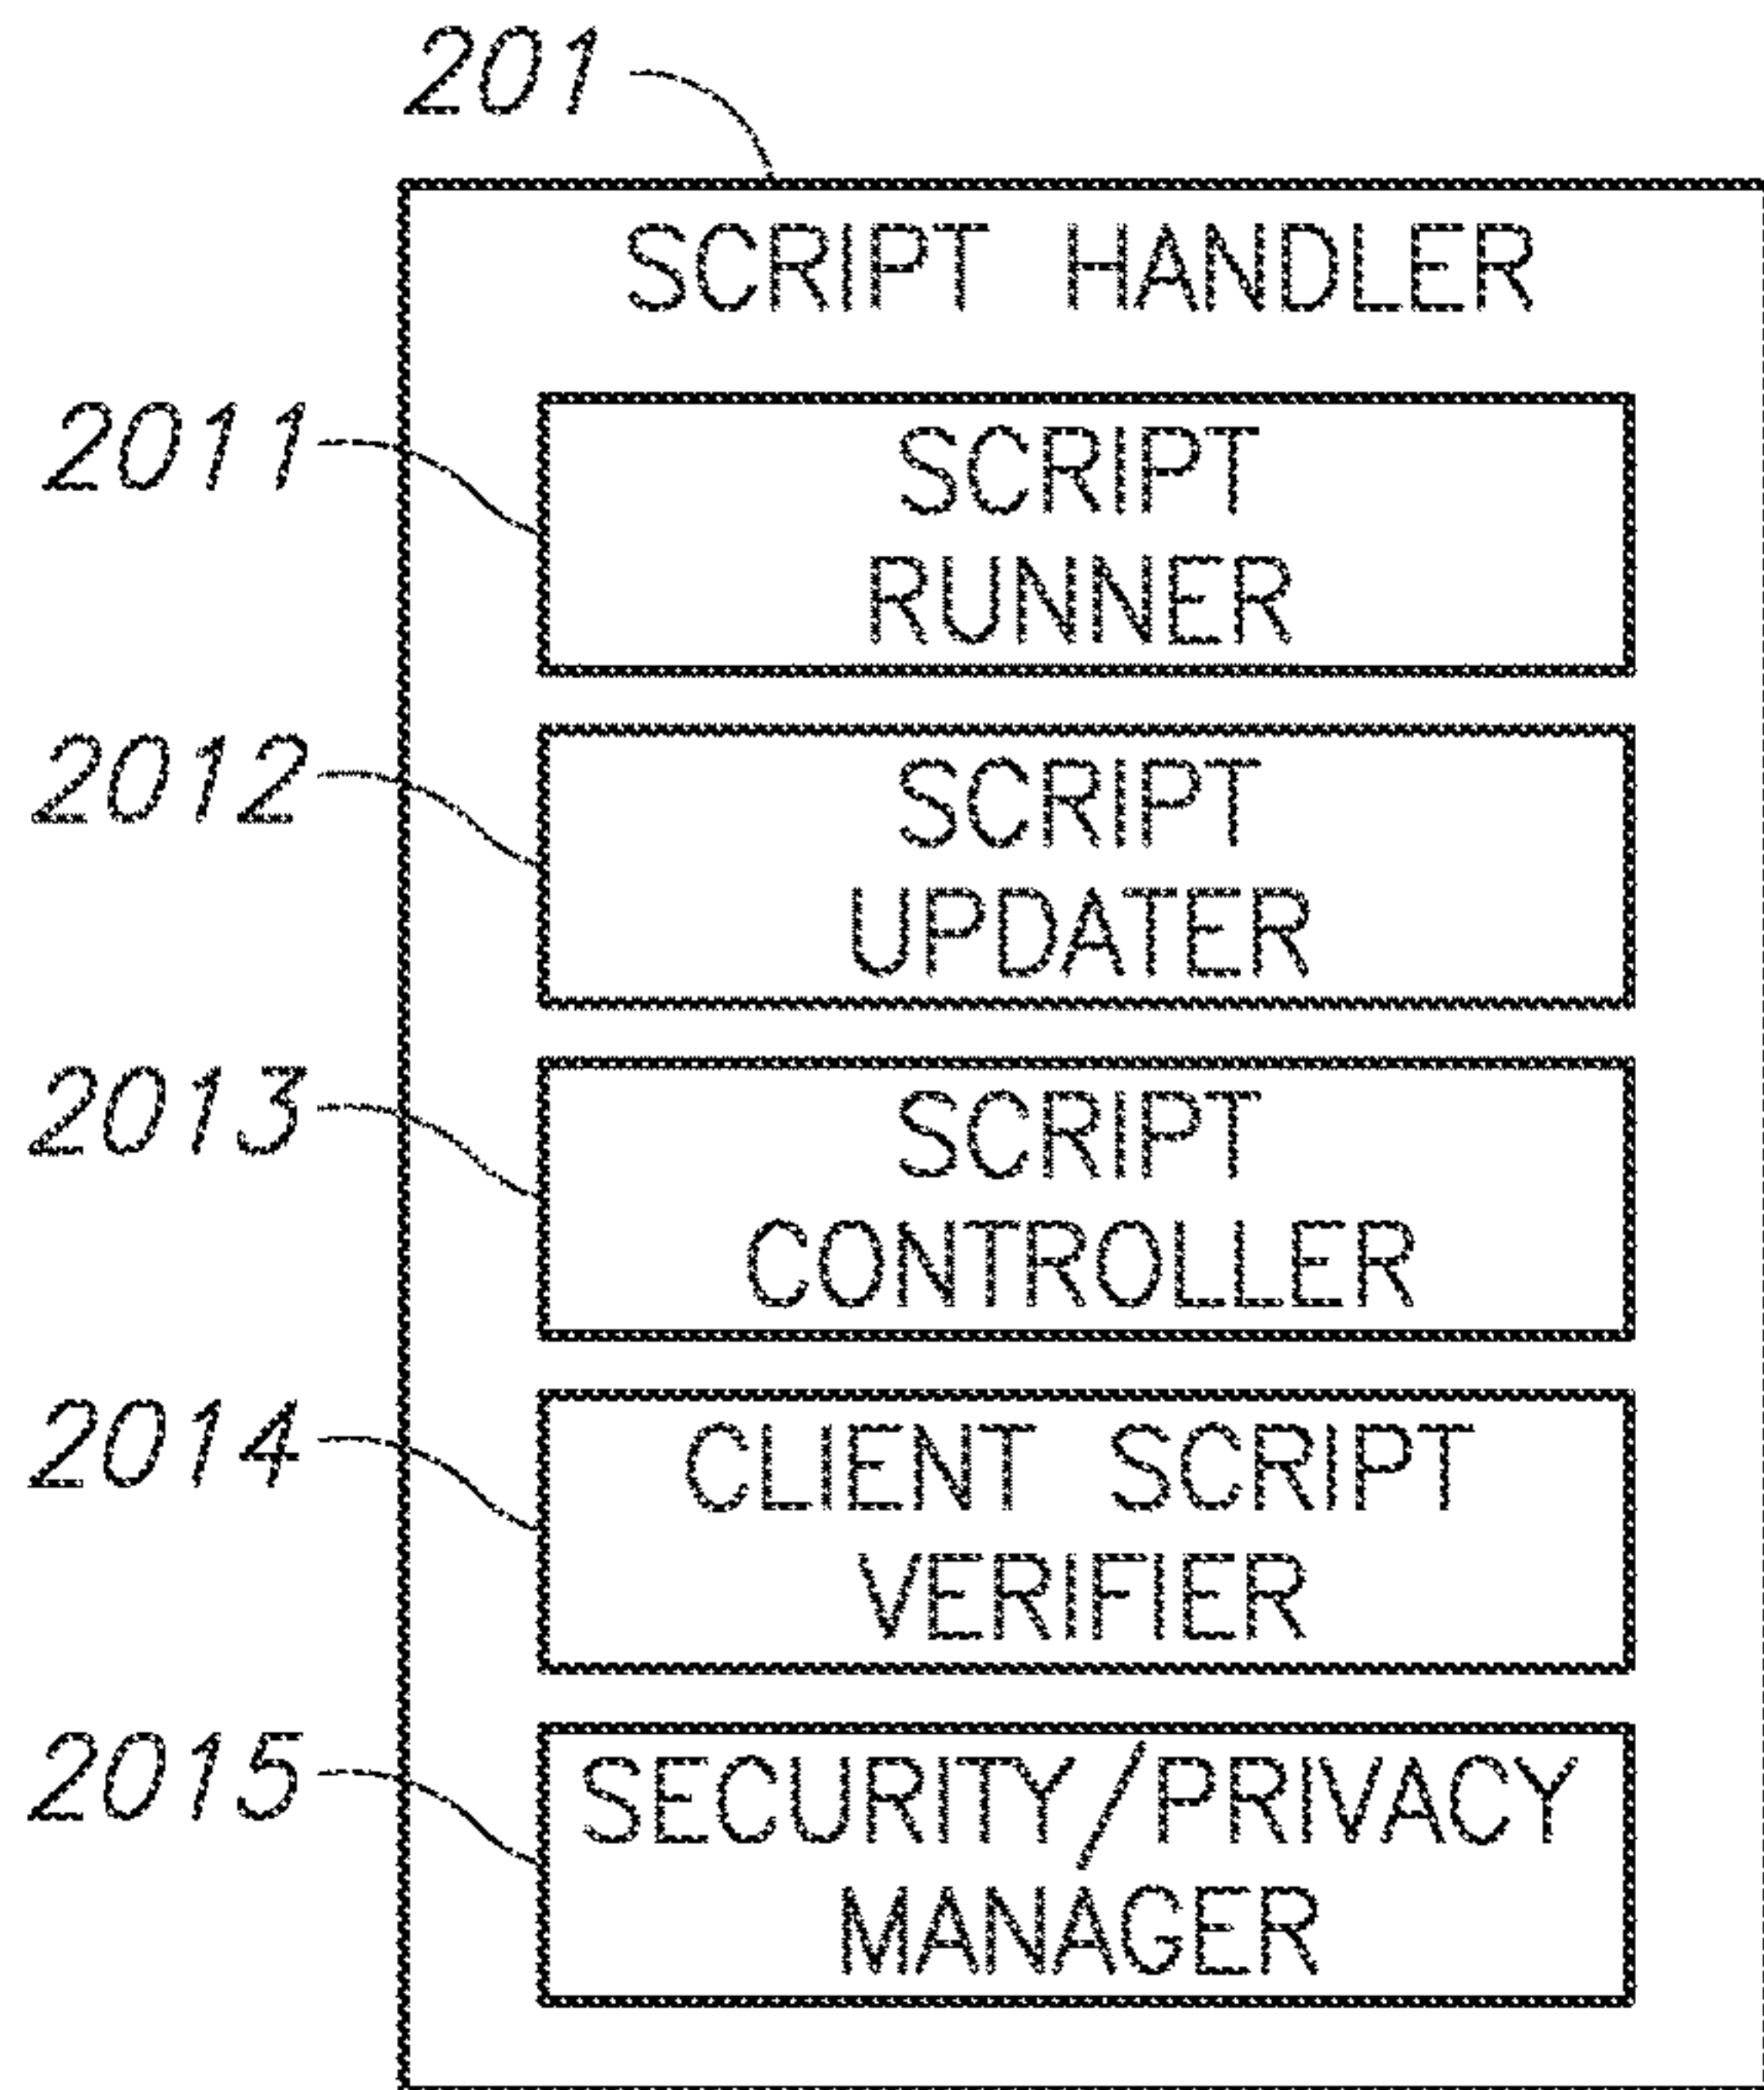 201
SCRIPT HANDLER
2011
SCRIPT
RUNNER
2012
SCRIPT
UPDATER
2013
SCRIPT
CONTROLLER
2014
CLIENT SCRIPT
VERIFIER
2015
SECURITY/PRIVACY
MANAGER